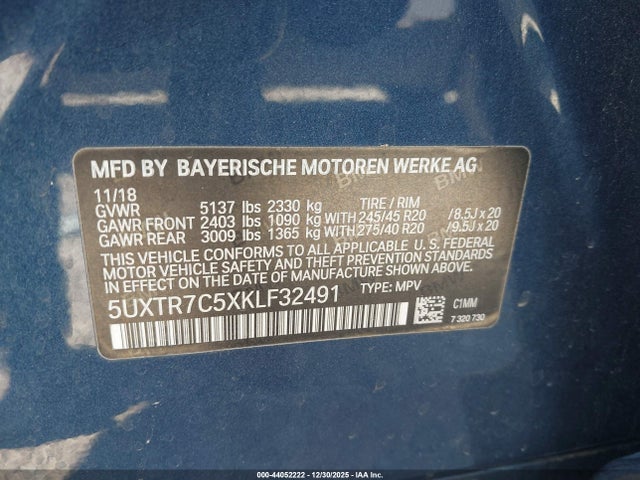 MFD BY BAYERISCHE MOTOREN WERKE AG
11/18
GVWR 5137 lbs 2330 kg TIRE / RIM
GAWR FRONT 2403 lbs 1090 kg WITH 245/45 R20 /8.5J x 20
GAWR REAR 3009 lbs 1365 kg WITH 275/40 R20 /9.5J x 20
THIS VEHICLE CONFORMS TO ALL APPLICABLE U.S. FEDERAL
MOTOR VEHICLE SAFETY, BUMPER, AND THEFT PREVENTION STANDARDS
IN EFFECT ON THE DATE OF MANUFACTURE SHOWN ABOVE.
5UXTR7C5XKLF32491 TYPE: MPV
C1MM
7 320 730
000-44052222 - 12/30/2025 - IAA Inc.